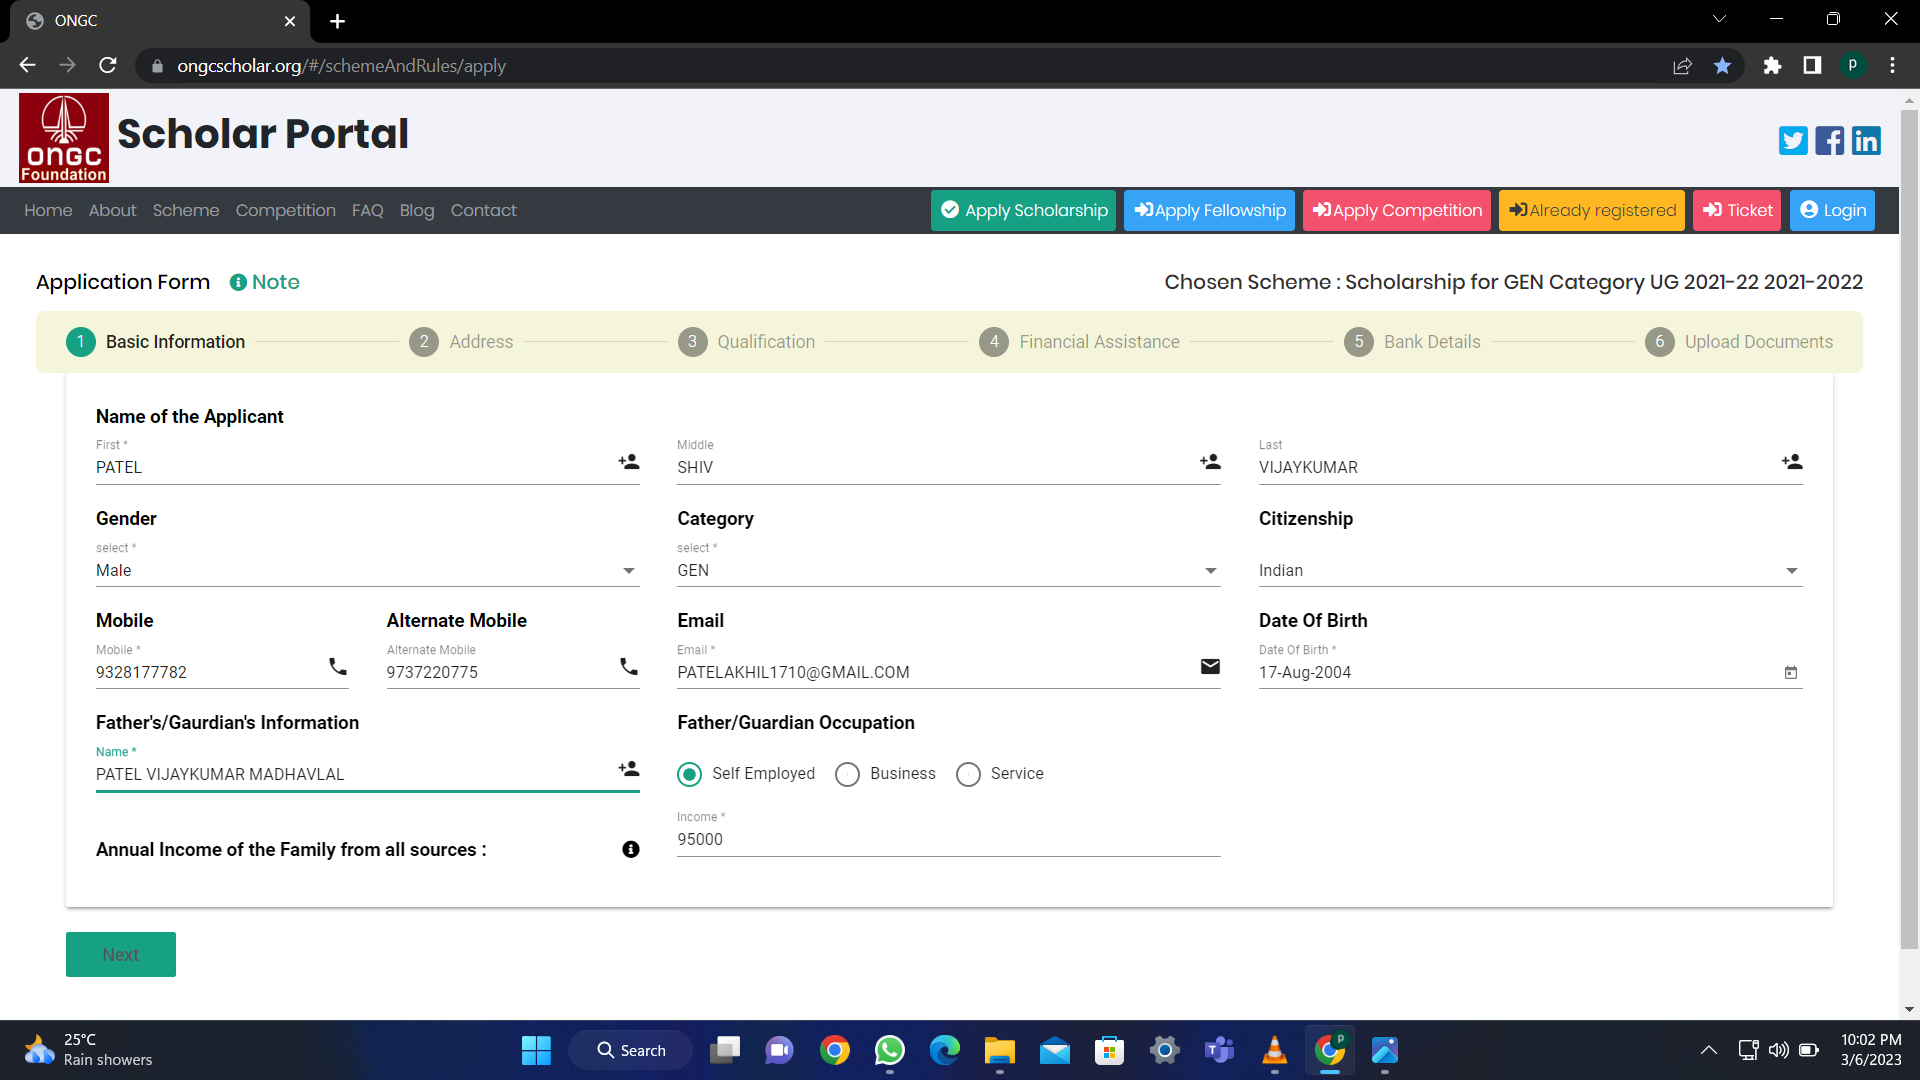 ONGC
ongcscholar.org/#/schemeAndRules/apply
P
ONGC
Foundation
Scholar Portal
Home About Scheme Competition FAQ Blog Contact
Apply Scholarship Apply Fellowship Apply Competition Already registered Ticket Login
Application Form Note
Chosen Scheme : Scholarship for GEN Category UG 2021-22 2021-2022
1 Basic Information 2 Address 3 Qualification 4 Financial Assistance 5 Bank Details 6 Upload Documents
Name of the Applicant
First * Middle Last
PATEL SHIV VIJAYKUMAR
Gender Category Citizenship
select * select *
Male GEN Indian
Mobile Alternate Mobile Email Date Of Birth
Mobile * Alternate Mobile Email * Date Of Birth *
9328177782 9737220775 PATELAKHIL1710@GMAIL.COM 17-Aug-2004
Father's/Gaurdian's Information Father/Guardian Occupation
Name *
PATEL VIJAYKUMAR MADHAVLAL Self Employed Business Service
Income *
95000
Annual Income of the Family from all sources :
Next
25°C
Rain showers
Search
P
10:02 PM
3/6/2023